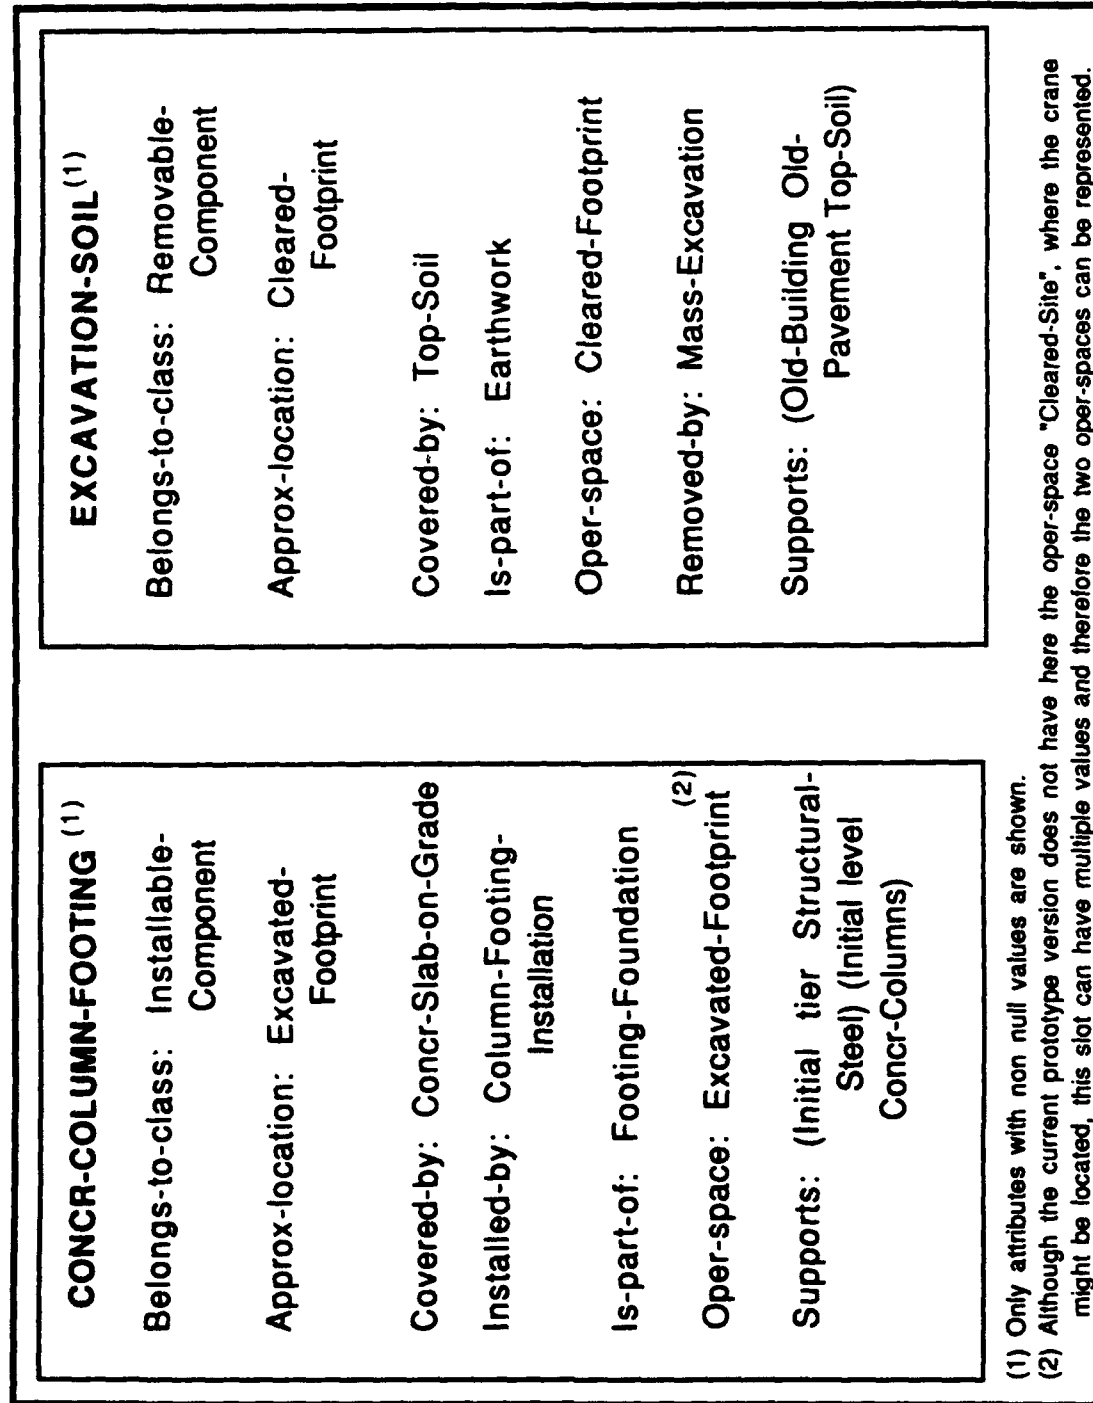 CONCR-COLUMN-FOOTING (1)
Belongs-to-class: Installable-
Component
Approx-location: Excavated-
Footprint
Covered-by: Concr-Slab-on-Grade
Installed-by: Column-Footing-
Installation
Is-part-of: Footing-Foundation
Oper-space: Excavated-Footprint (2)
Supports: (Initial tier Structural-
Steel) (Initial level
Concr-Columns)
EXCAVATION-SOIL(1)
Belongs-to-class: Removable-
Component
Approx-location: Cleared-
Footprint
Covered-by: Top-Soil
Is-part-of: Earthwork
Oper-space: Cleared-Footprint
Removed-by: Mass-Excavation
Supports: (Old-Building Old-
Pavement Top-Soil)
(1) Only attributes with non null values are shown.
(2) Although the current prototype version does not have here the oper-space "Cleared-Site", where the crane
might be located, this slot can have multiple values and therefore the two oper-spaces can be represented.